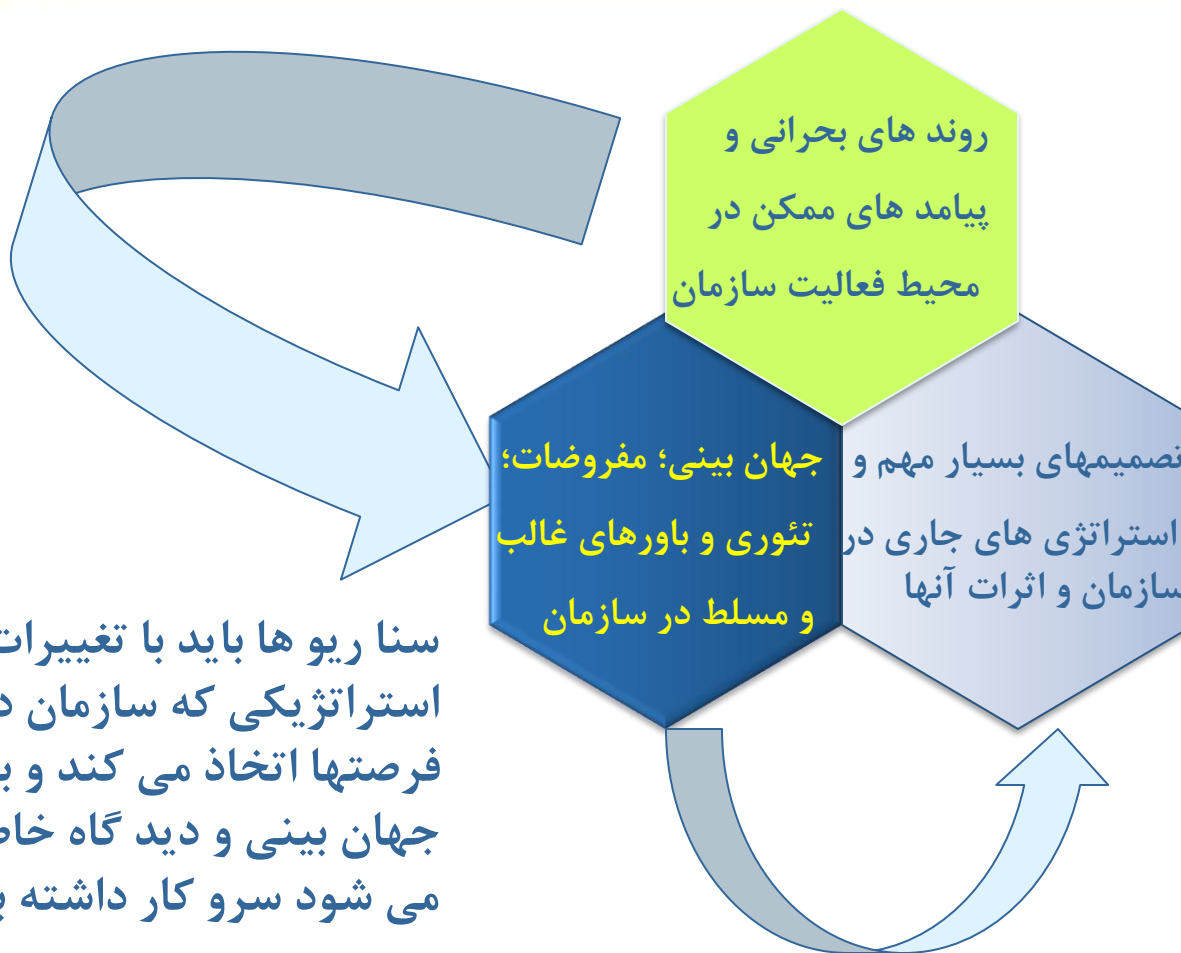 روند های بحرانی و
پیامد های ممکن در
محیط فعالیت سازمان
جهان بینی؛ مفروضات؛
تئوری و باورهای غالب
و مسلط در سازمان
تصمیمهای بسیار مهم و
استراتژی های جاری در
سازمان و اثرات آنها
سنا ریو ها باید با تغییرات
استراتژیکی که سازمان
فرصتها اتخاذ می کند و
جهان بینی و دید گاه
می شود سرو کار داشته